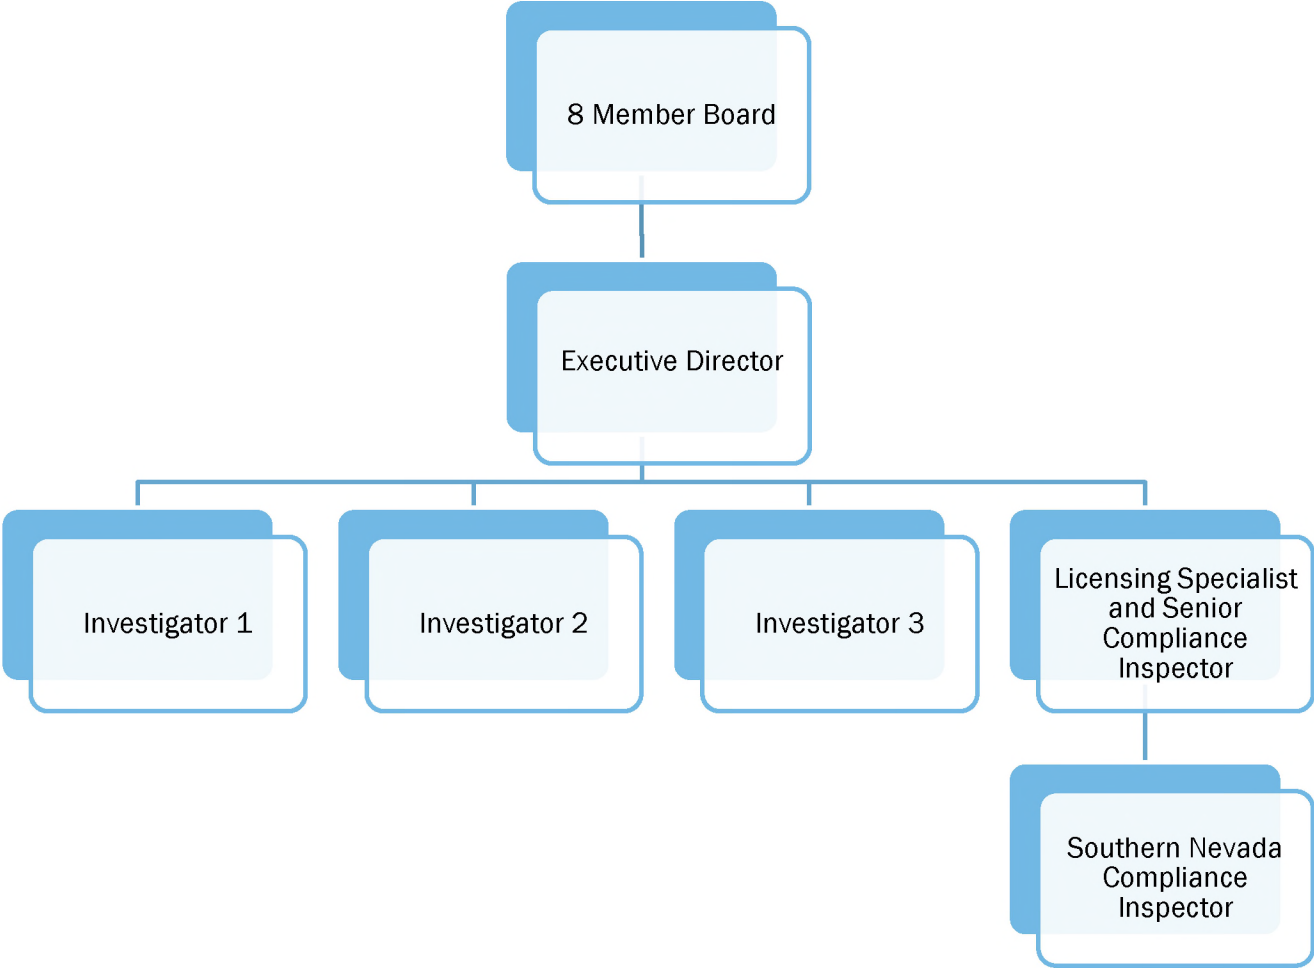 8 Member Board
Executive Director
Investigator 1
Investigator 2
Investigator 3
Licensing Specialist
and Senior
Compliance
Inspector
Southern Nevada
Compliance
Inspector